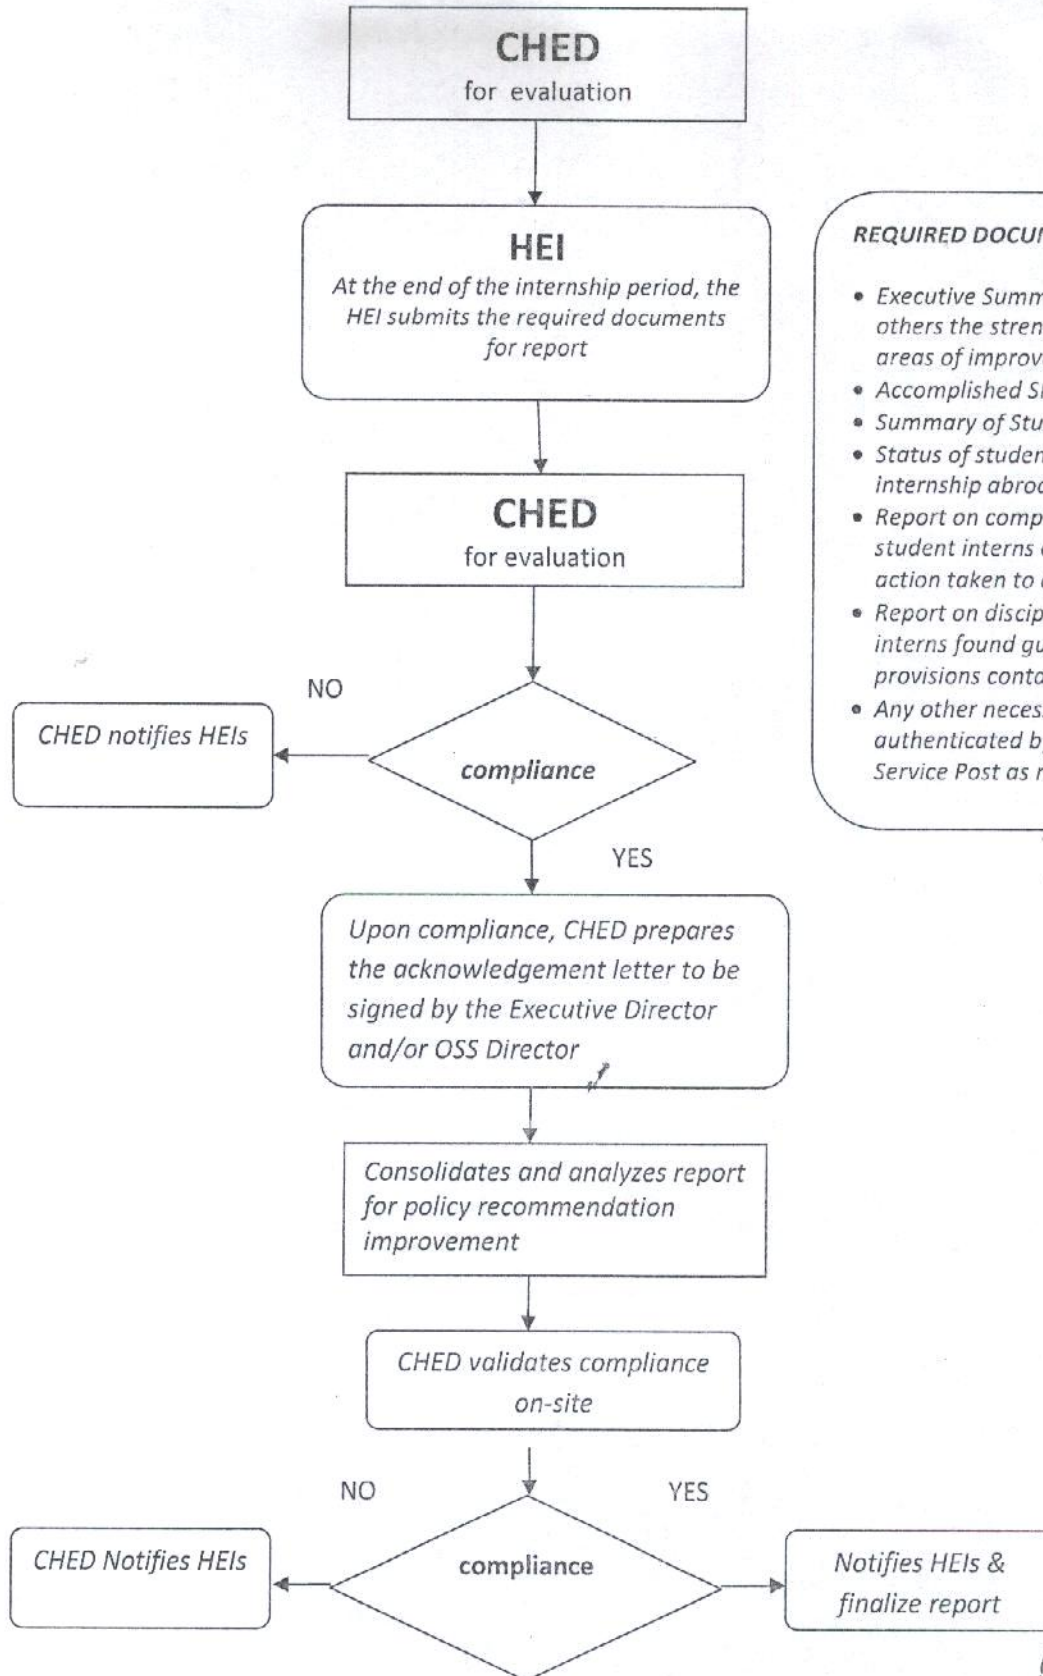 CHED
for evaluation
HEI
At the end of the internship period, the
HEI submits the required documents
for report
REQUIRED
Executive
others the
areas of
Accomplished
Summary of
Status of
internship
Report on
student interns
action taken to
Report on
interns found
provisions
Any other
authenticated
Service Post as
CHED
for evaluation
NO
CHED notifies HEIs
compliance
YES
Upon compliance, CHED prepares
the acknowledgement letter to be
signed by the Executive Director
and/or OSS Director
Consolidates and analyzes report
for policy recommendation
improvement
CHED validates compliance
on-site
NO
YES
CHED Notifies HEIs
compliance
Notifies HEIs &
finalize report